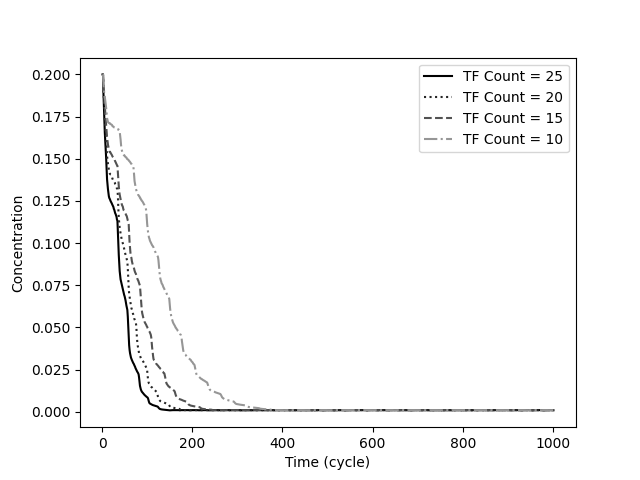 TF Count = 25
TF Count = 20
TF Count = 15
TF Count = 10
0.200
0.175
0.150
0.125
0.100
0.075
0.050
0.025
0.000
Concentration
0 200 400 600 800 1000
Time (cycle)